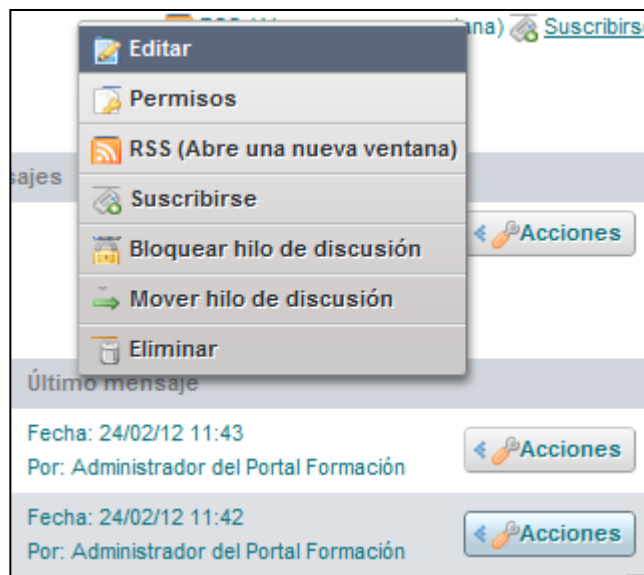 Suscribirs
Editar
Permisos
RSS (Abre una nueva ventana)
Suscribirse
Bloquear hilo de discusión
Mover hilo de discusión
Eliminar
Acciones
Último mensaje
Fecha: 24/02/12 11:43
Por: Administrador del Portal Formación
Acciones
Fecha: 24/02/12 11:42
Por: Administrador del Portal Formación
Acciones